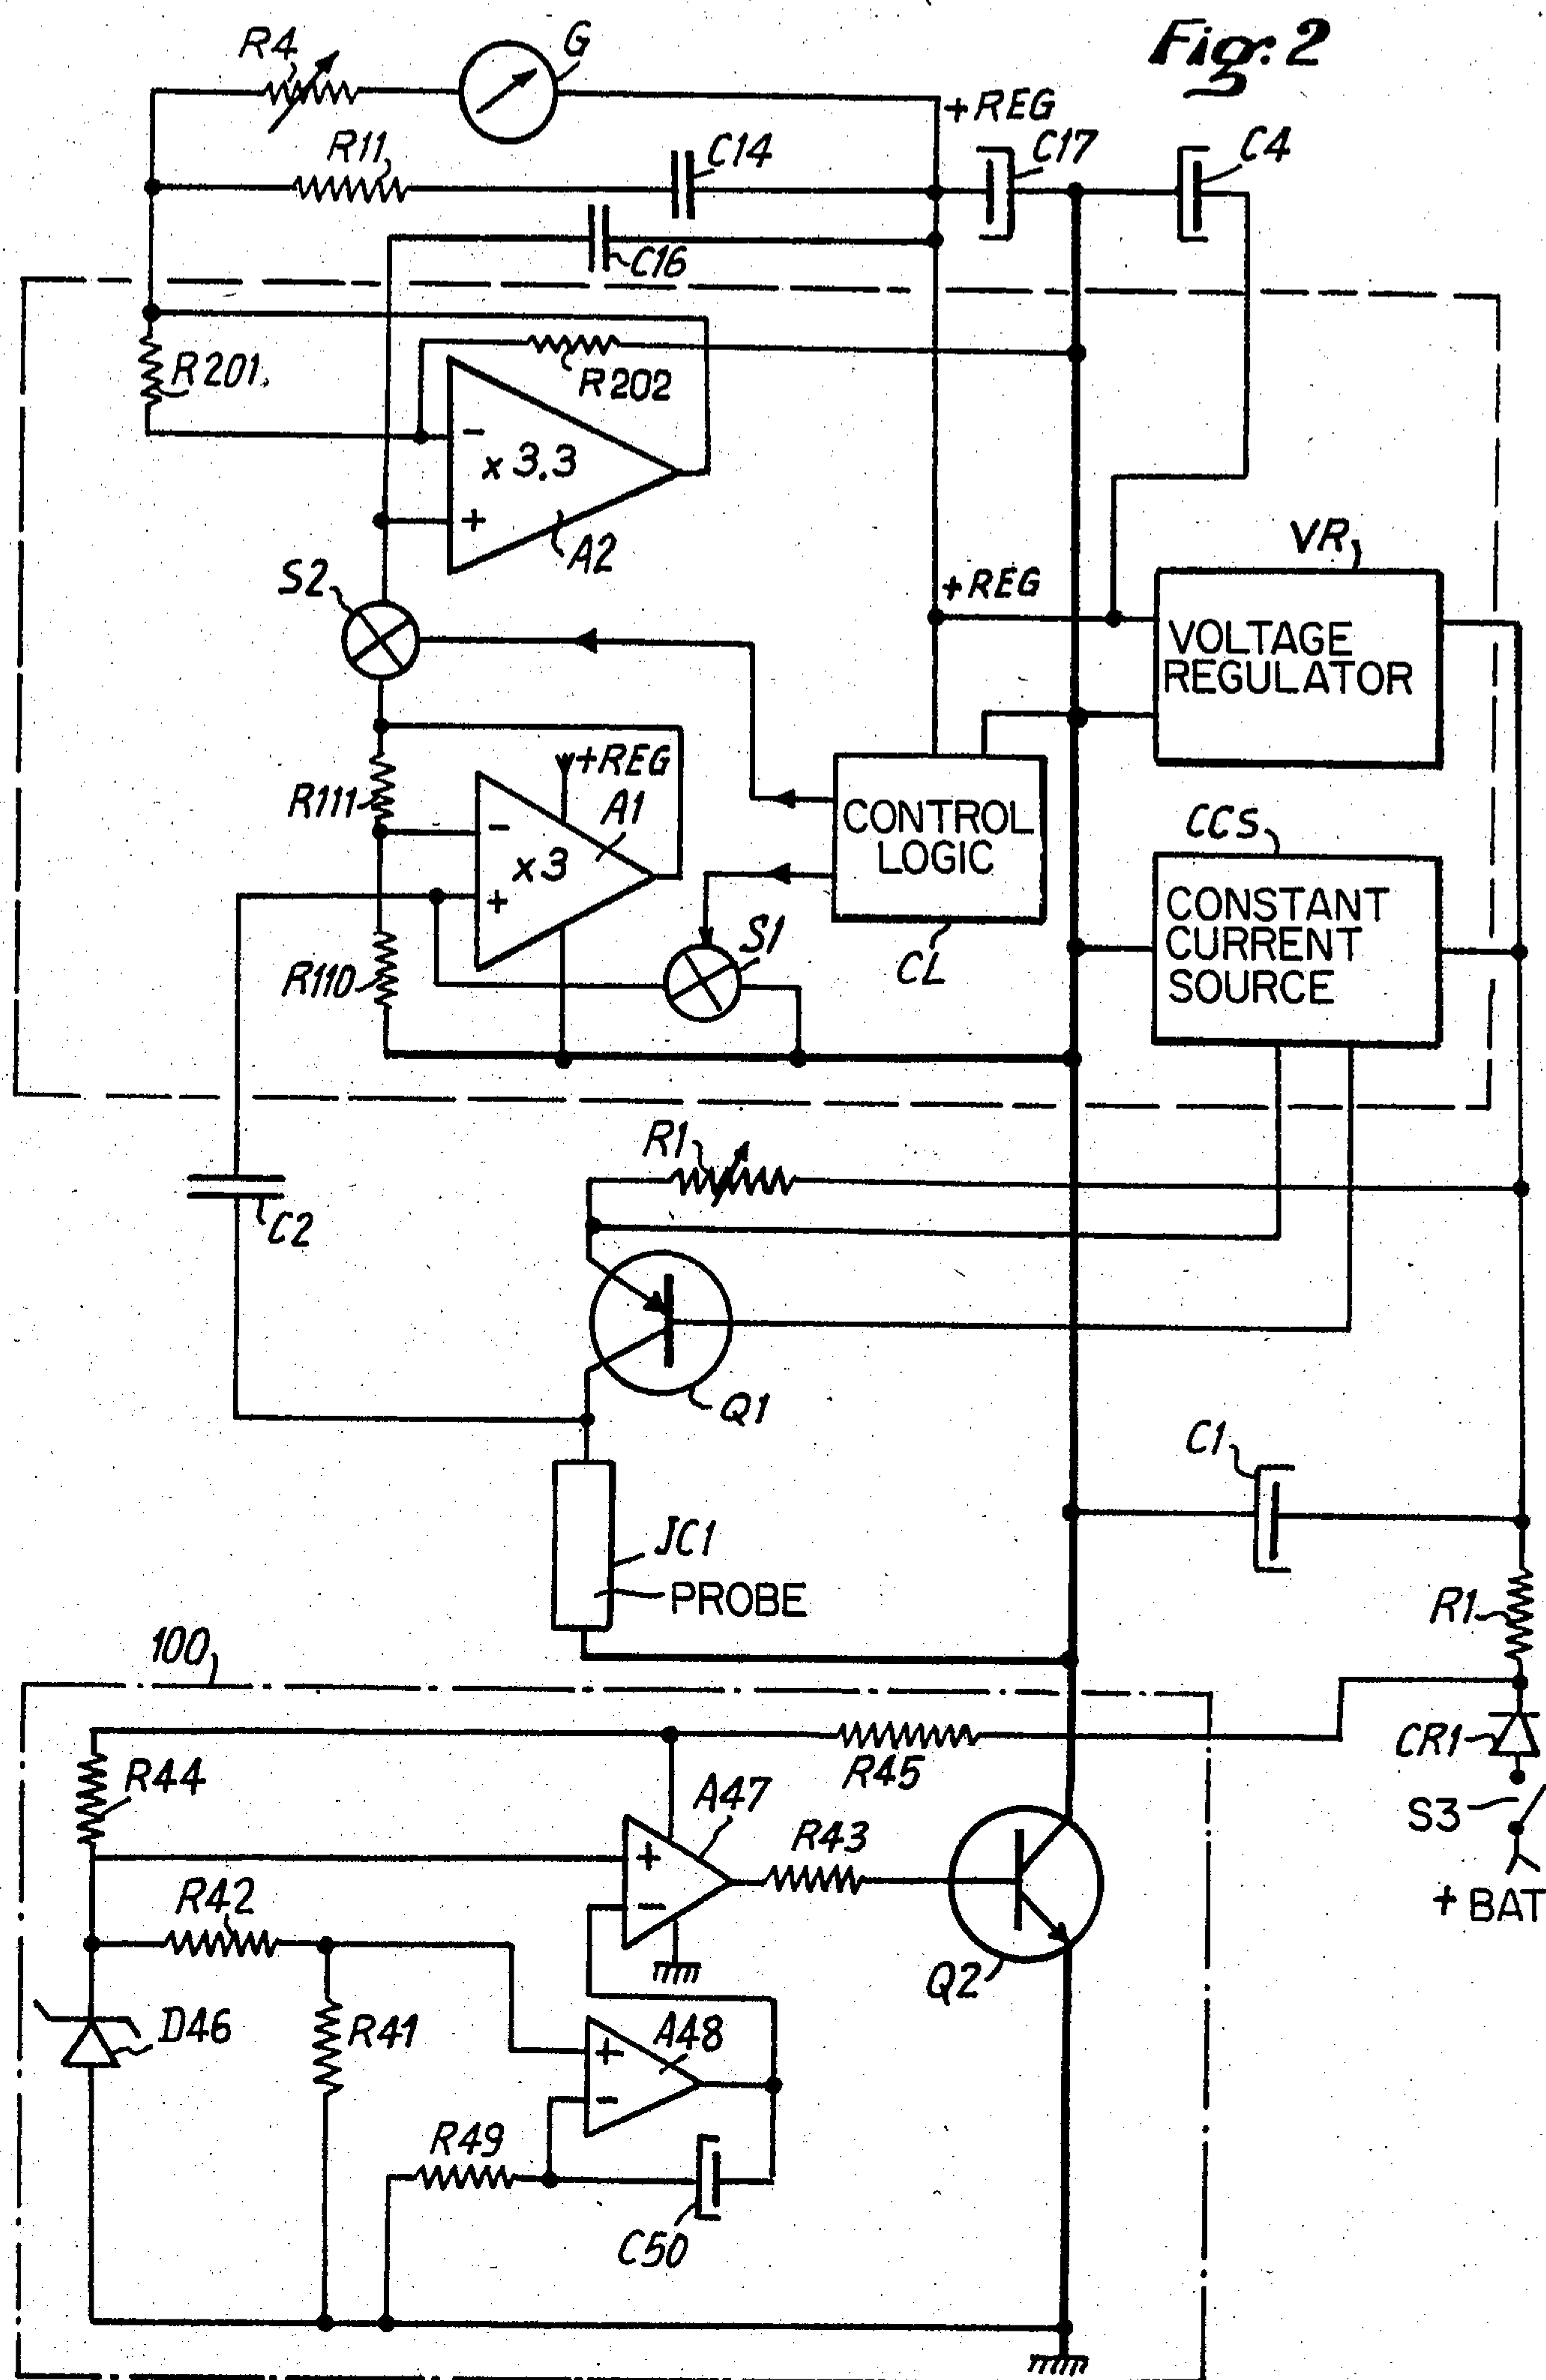 Fig. 2
R4
G
+REG
R11
C14
C17
C4
C16
R201
R202
-
x 3.3
+
A2
S2
VR
+REG
VOLTAGE
REGULATOR
+REG
R111
A1
-
x3
+
CONTROL
LOGIC
CCS
CONSTANT
CURRENT
SOURCE
S1
CL
R110
R1
C2
Q1
C1
JC1
PROBE
R1
100
R45
CR1
R44
A47
S3
R43
+
R42
-
+ BAT
Q2
D46
R41
A48
+
-
R49
C50